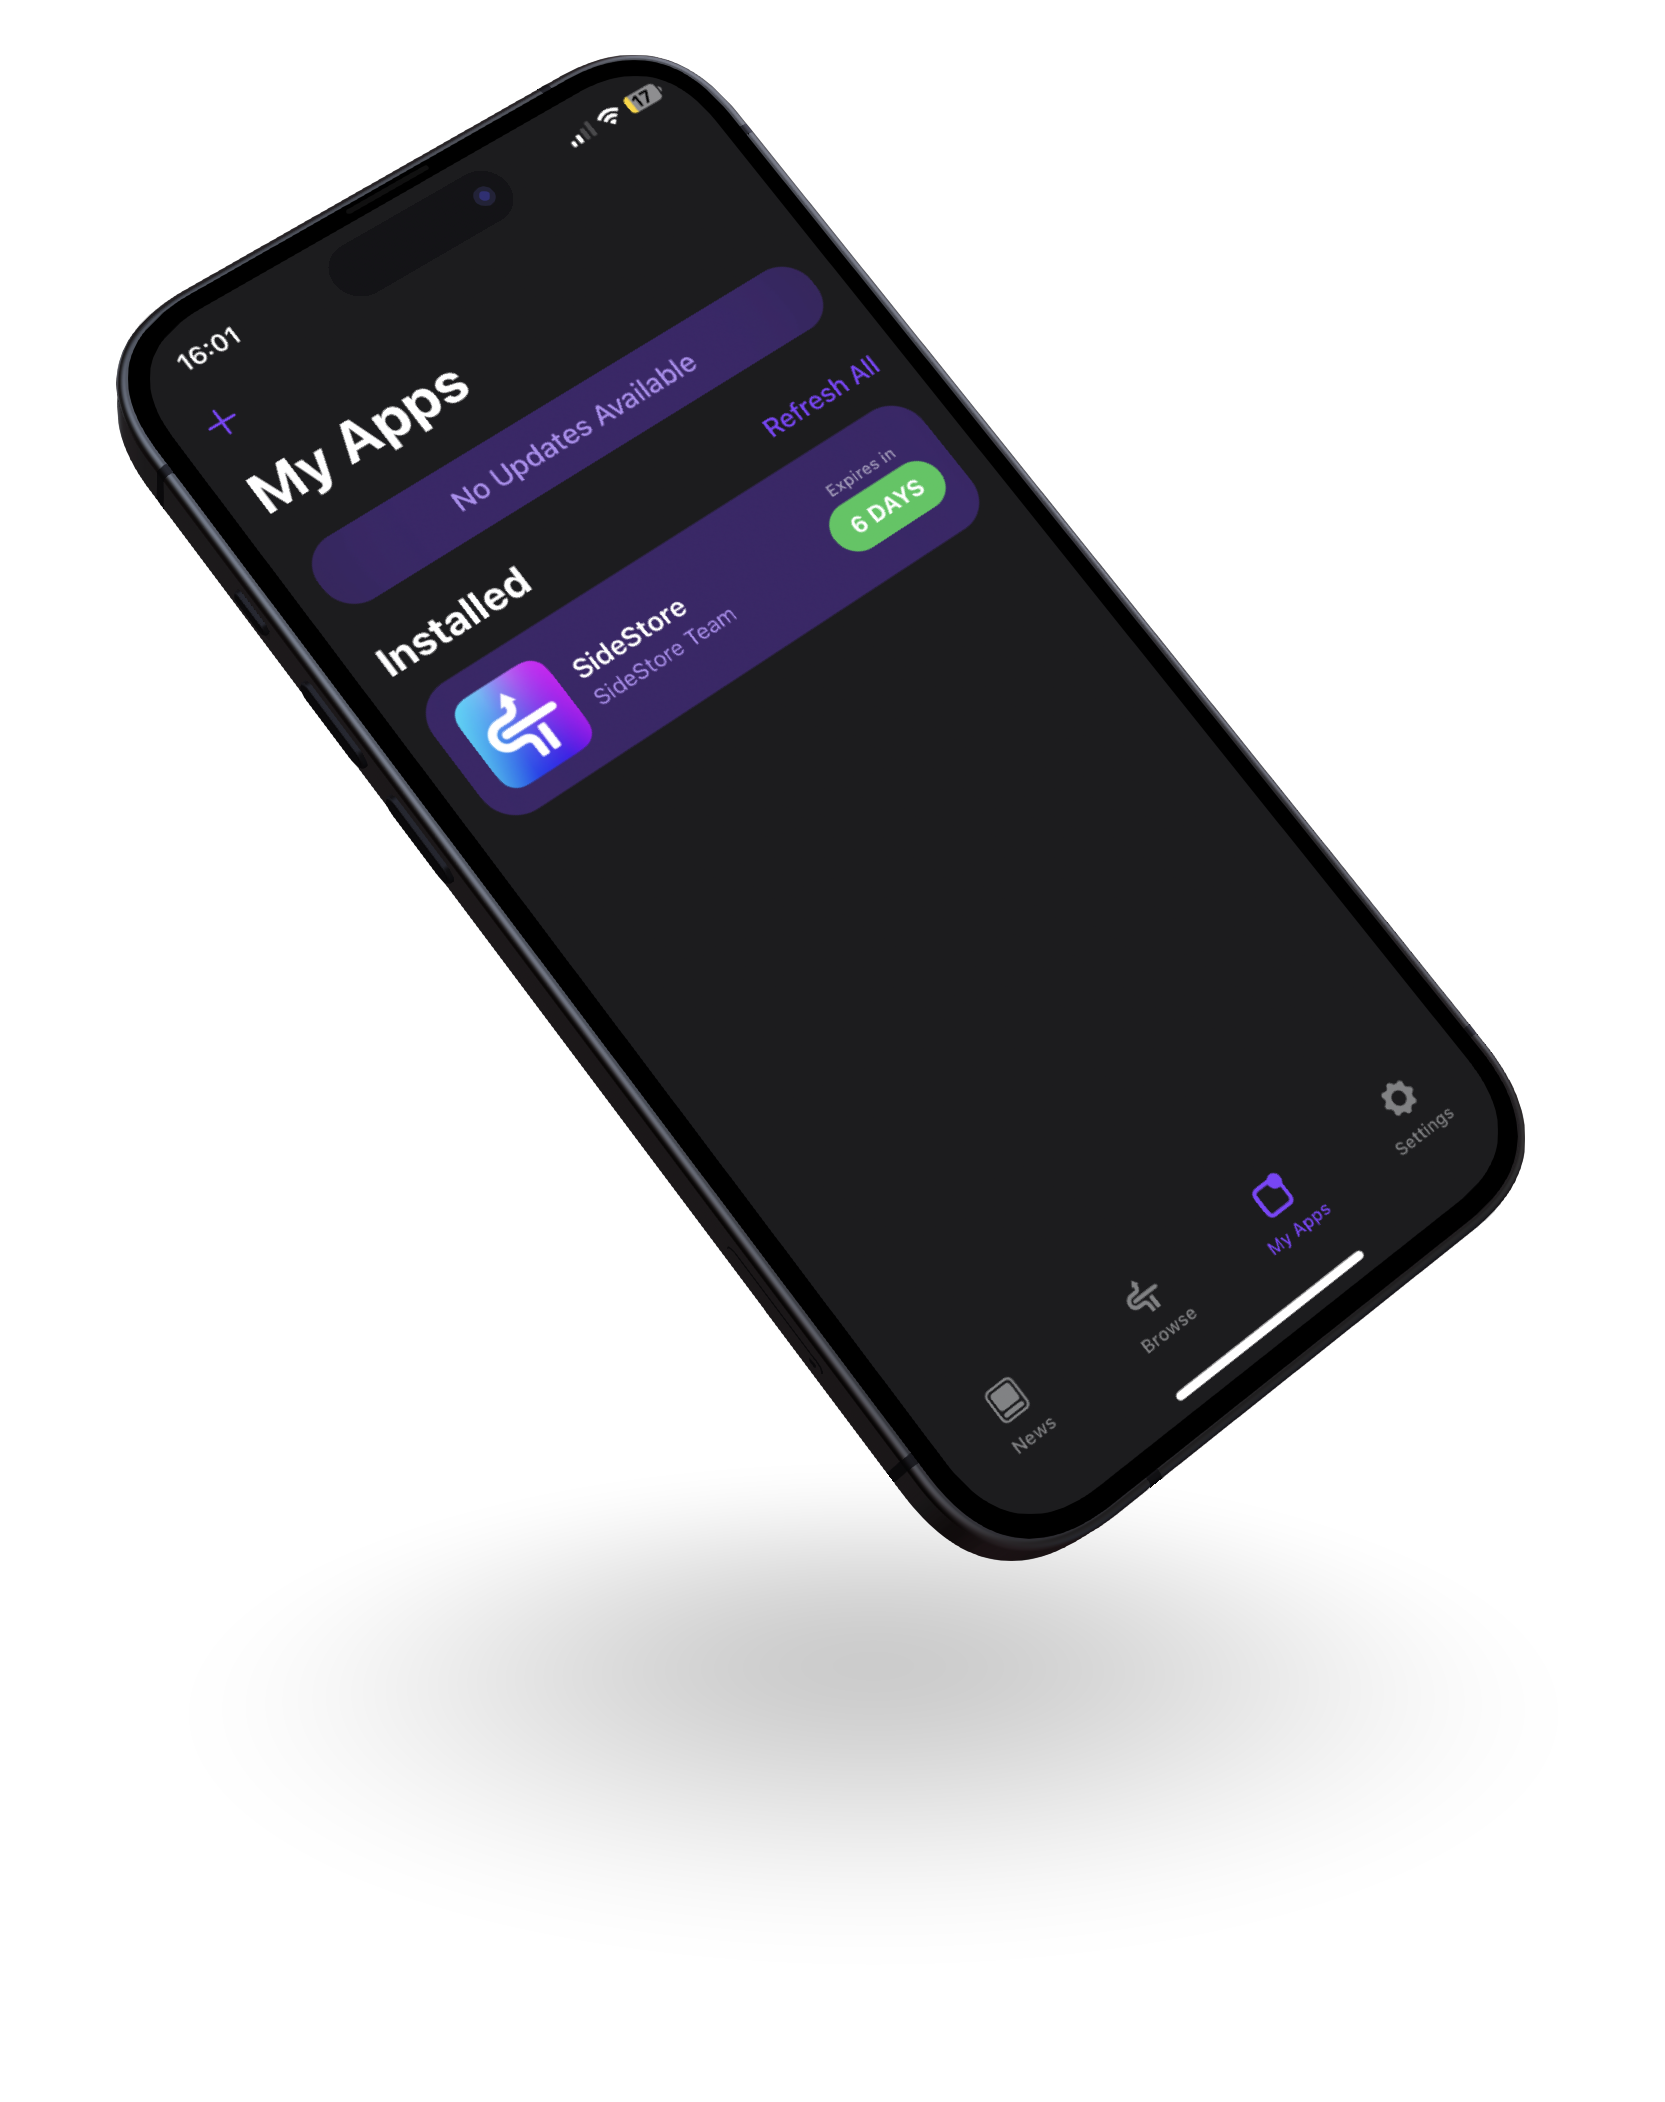 16:01
17
My Apps
No Updates Available
Installed
Refresh All
SideStore
SideStore Team
Expires in
6 DAYS
News
Browse
My Apps
Settings